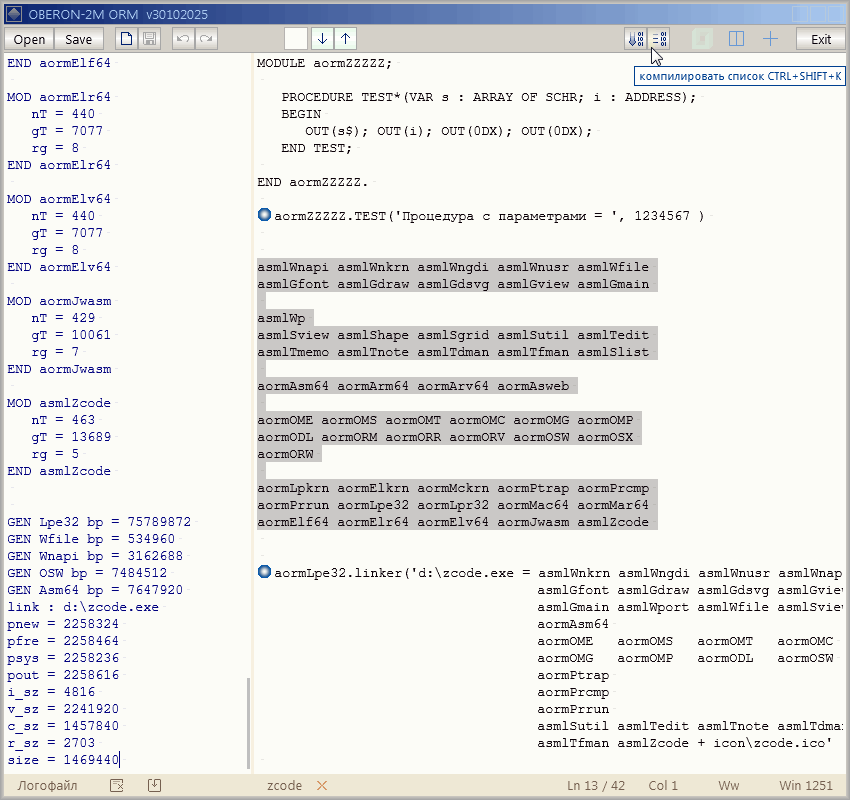 OBERON-2M ORM v30102025
Open Save Exit
компилировать список CTRL+SHIFT+K
END aormElf64
MOD aormElr64
nT = 440
gT = 7077
rg = 8
END aormElr64
MOD aormElv64
nT = 440
gT = 7077
rg = 8
END aormElv64
MOD aormJwasm
nT = 429
gT = 10061
rg = 7
END aormJwasm
MOD asmlZcode
nT = 463
gT = 13689
rg = 5
END asmlZcode
GEN Lpe32 bp = 75789872
GEN Wfile bp = 534960
GEN Wnapi bp = 3162688
GEN OSW bp = 7484512
GEN Asm64 bp = 7647920
link : d:\zcode.exe
pnew = 2258324
pfre = 2258464
psys = 2258236
pout = 2258616
i_sz = 4816
v_sz = 2241920
c_sz = 1457840
r_sz = 2703
size = 1469440
MODULE aormZZZZZ;
PROCEDURE TEST*(VAR s : ARRAY OF SCHR; i : ADDRESS);
BEGIN
OUT(s$); OUT(i); OUT(0DX); OUT(0DX);
END TEST;
END aormZZZZZ.
aormZZZZZ.TEST('Процедура с параметрами = ', 1234567 )
asmlWnapi asmlWnkrn asmlWngdi asmlWnusr asmlWfile
asmlGfont asmlGdraw asmlGdsvg asmlGview asmlGmain
asmlWp
asmlSview asmlShape asmlSgrid asmlSutil asmlTedit
asmlTmemo asmlTnote asmlTdman asmlTfman asmlSlist
aormAsm64 aormArm64 aormArv64 aormAsweb
aormOME aormOMS aormOMT aormOMC aormOMG aormOMP
aormODL aormORM aormORR aormORV aormOSW aormOSX
aormORW
aormLpkrn aormElkrn aormMckrn aormPtrap aormPrcmp
aormPrrun aormLpe32 aormLpr32 aormMac64 aormMar64
aormElf64 aormElr64 aormElv64 aormJwasm asmlZcode
aormLpe32.linker('d:\zcode.exe = asmlWnkrn asmlWngdi asmlWnusr asmlWnap
asmlGfont asmlGdraw asmlGdsvg asmlGvie
asmlGmain asmlWport asmlWfile asmlSvie
aormAsm64
aormOME aormOMS aormOMT aormOMC
aormOMG aormOMP aormODL aormOSW
aormPtrap
aormPrcmp
aormPrrun
asmlSutil asmlTedit asmlTnote asmlTdma
asmlTfman asmlZcode + icon\zcode.ico'
Логофайл zcode Ln 13 / 42 Col 1 Ww Win 1251